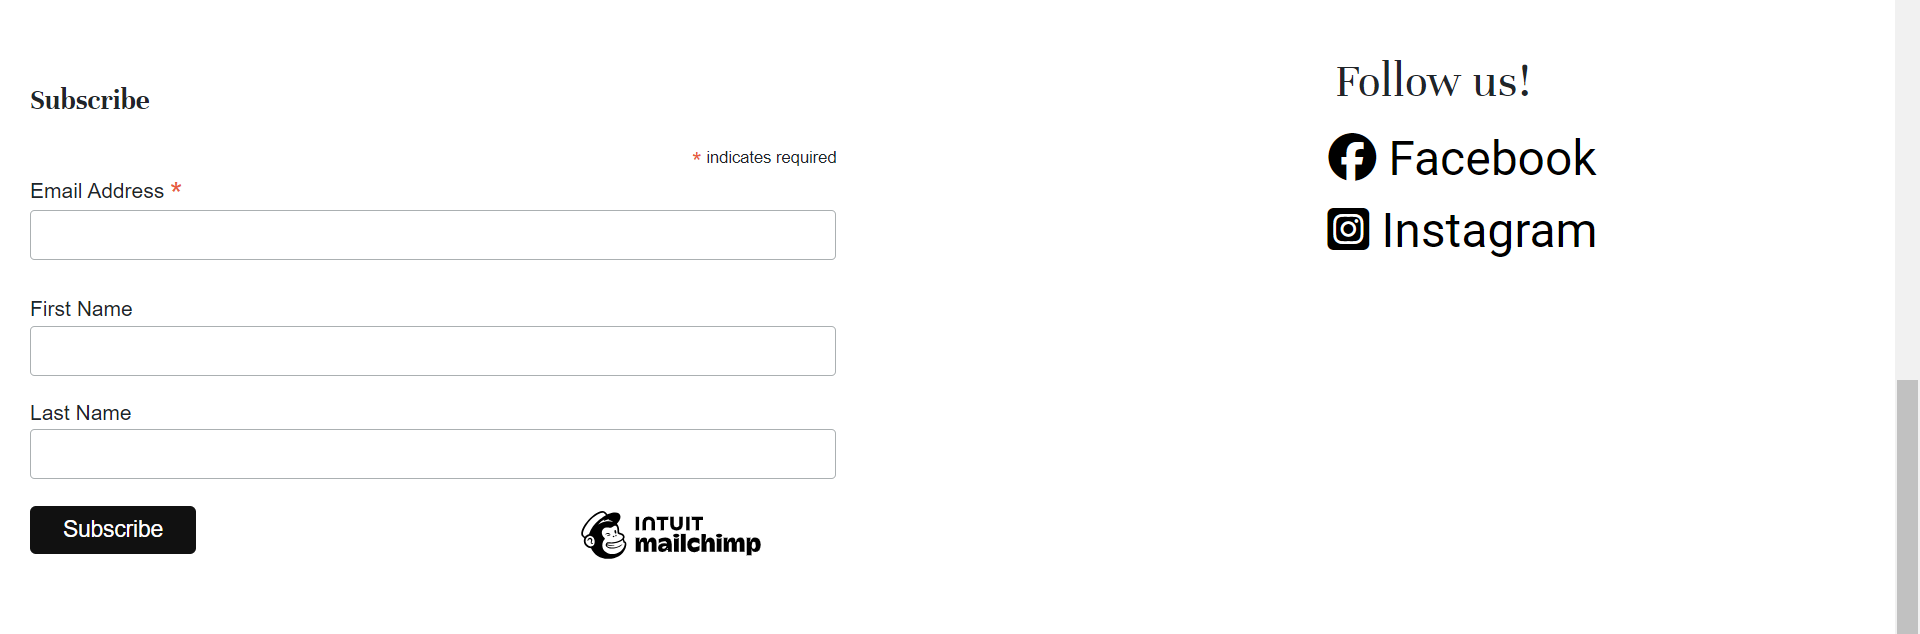 Subscribe
* indicates required
Email Address *
First Name
Last Name
Subscribe
INTUIT
mailchimp
Follow us!
Facebook
Instagram